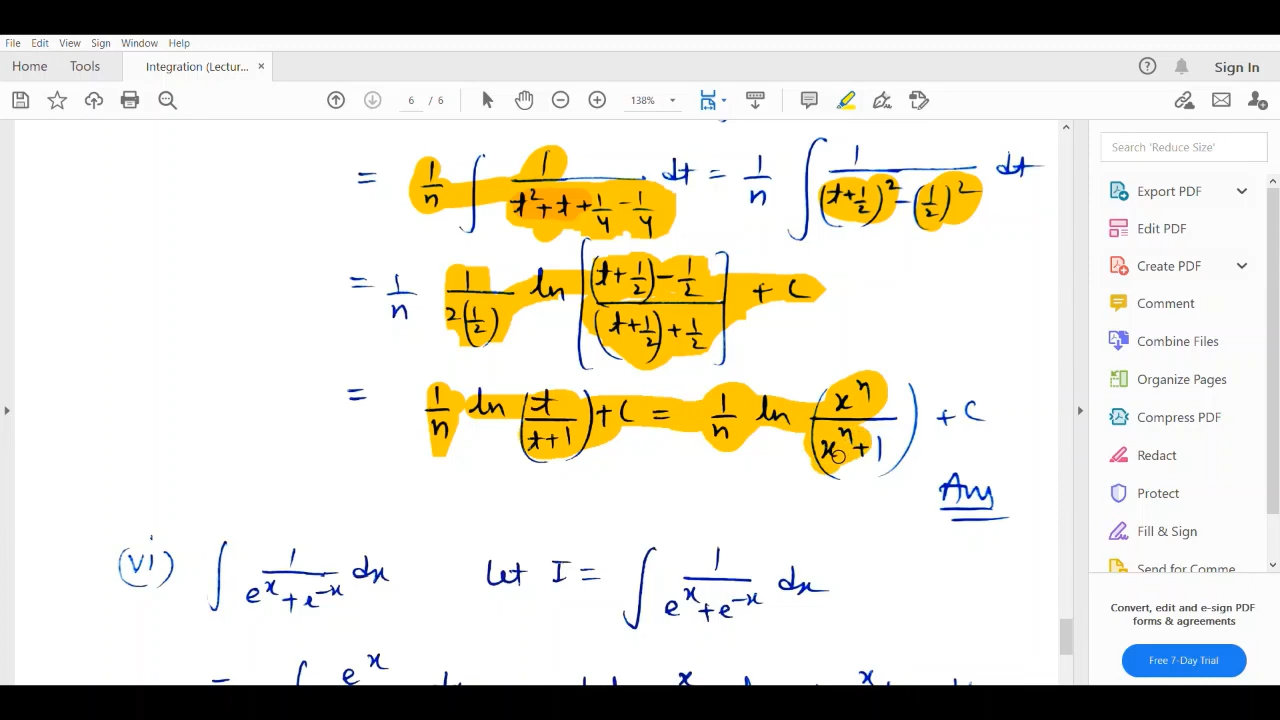 File Edit View Sign Window Help
Home Tools Integration (Lectur... × Sign In
6 / 6 138%
= 1/n ∫ 1/(t² + t + 1/4 - 1/4) dt = 1/n ∫ 1/((t+1/2)² - (1/2)²) dt
= 1/n 1/(2(1/2)) ln [((t+1/2) - 1/2)/((t+1/2) + 1/2)] + C
= 1/n ln (t/(t+1)) + C = 1/n ln (xⁿ/(xⁿ+1)) + C
Ans
(vi) ∫ 1/(eˣ+e⁻ˣ) dx Let I = ∫ 1/(eˣ+e⁻ˣ) dx
Search 'Reduce Size'
Export PDF
Edit PDF
Create PDF
Comment
Combine Files
Organize Pages
Compress PDF
Redact
Protect
Fill & Sign
Send for Comme
Convert, edit and e-sign PDF
forms & agreements
Free 7-Day Trial